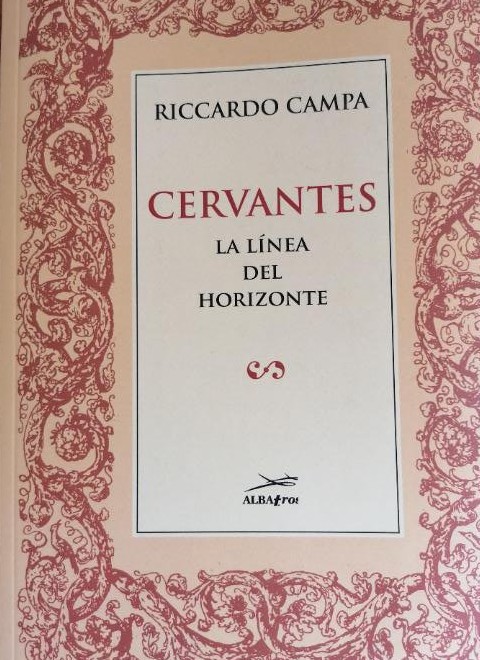 RICCARDO CAMPA
CERVANTES
LA LÍNEA
DEL
HORIZONTE
ALBAtros